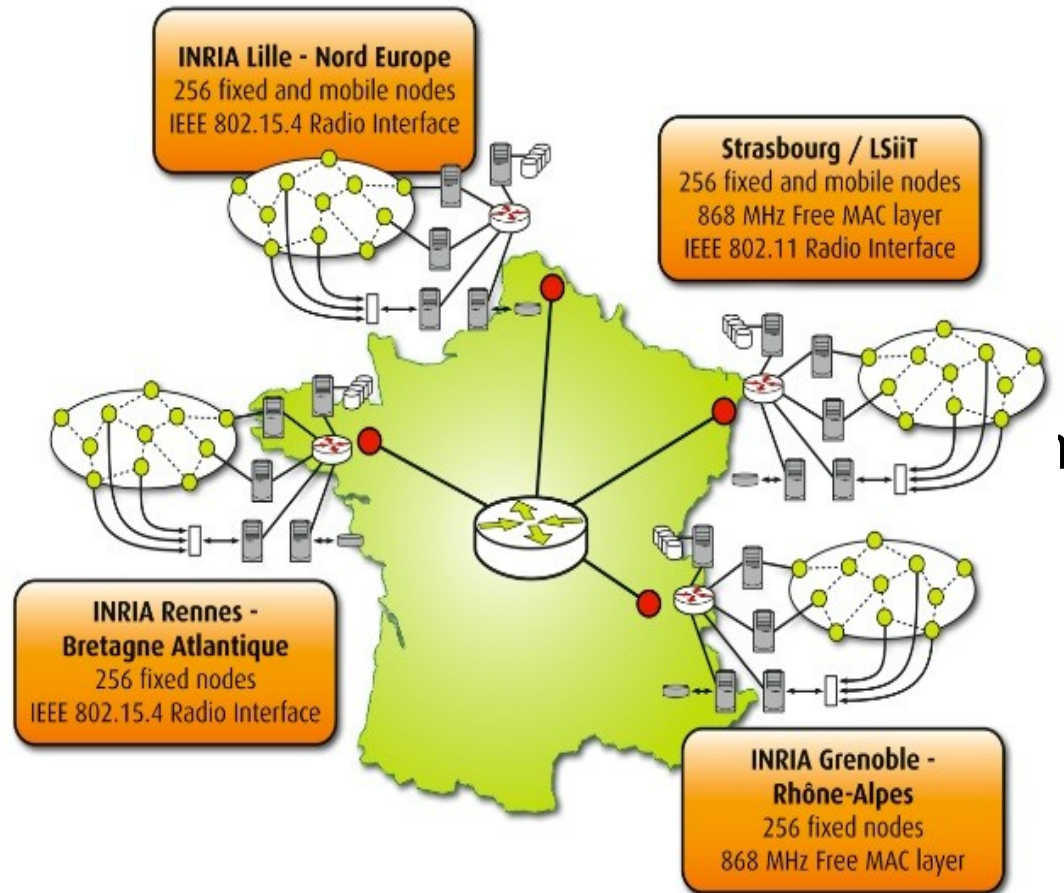 INRIA Lille - Nord Europe
256 fixed and mobile nodes
IEEE 802.15.4 Radio Interface
Strasbourg / LSiiT
256 fixed and mobile nodes
868 MHz Free MAC layer
IEEE 802.11 Radio Interface
INRIA Rennes -
Bretagne Atlantique
256 fixed nodes
IEEE 802.15.4 Radio Interface
INRIA Grenoble -
Rhône-Alpes
256 fixed nodes
868 MHz Free MAC layer